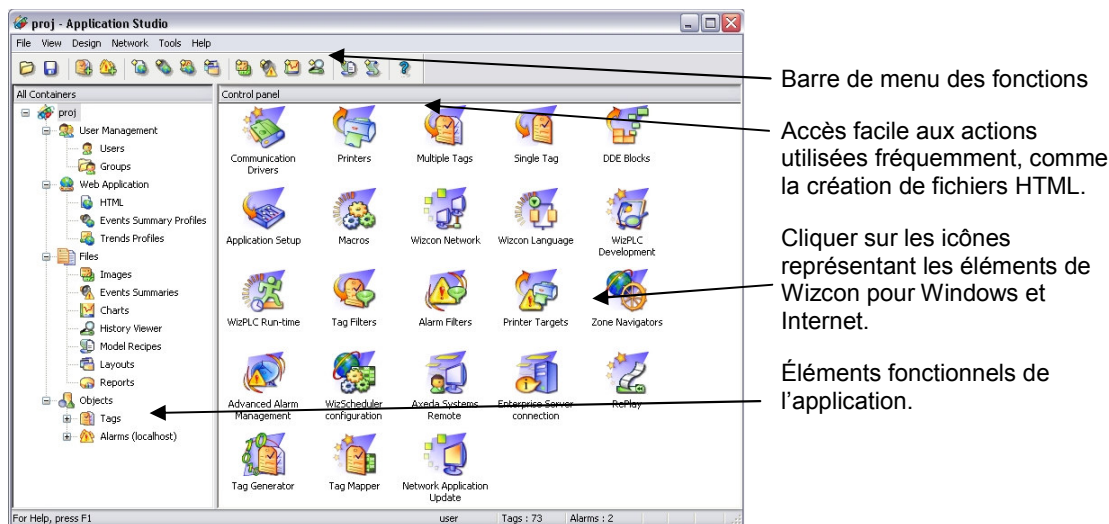 proj - Application Studio
File View Design Network Tools Help
All Containers
proj
User Management
Users
Groups
Web Application
HTML
Events Summary Profiles
Trends Profiles
Files
Images
Events Summaries
Charts
History Viewer
Model Recipes
Layouts
Reports
Objects
Tags
Alarms (localhost)
Control panel
Communication
Drivers
Printers
Multiple Tags
Single Tag
DDE Blocks
Application Setup
Macros
Wizcon Network
Wizcon Language
WizPLC
Development
WizPLC Run-time
Tag Filters
Alarm Filters
Printer Targets
Zone Navigators
Advanced Alarm
Management
WizScheduler
configuration
Axeda Systems
Remote
Enterprise Server
connection
RePlay
Tag Generator
Tag Mapper
Network Application
Update
For Help, press F1
user
Tags : 73
Alarms : 2
Barre de menu des fonctions
Accès facile aux actions
utilisées fréquemment, comme
la création de fichiers HTML.
Cliquer sur les icônes
représentant les éléments de
Wizcon pour Windows et
Internet.
Éléments fonctionnels de
l’application.